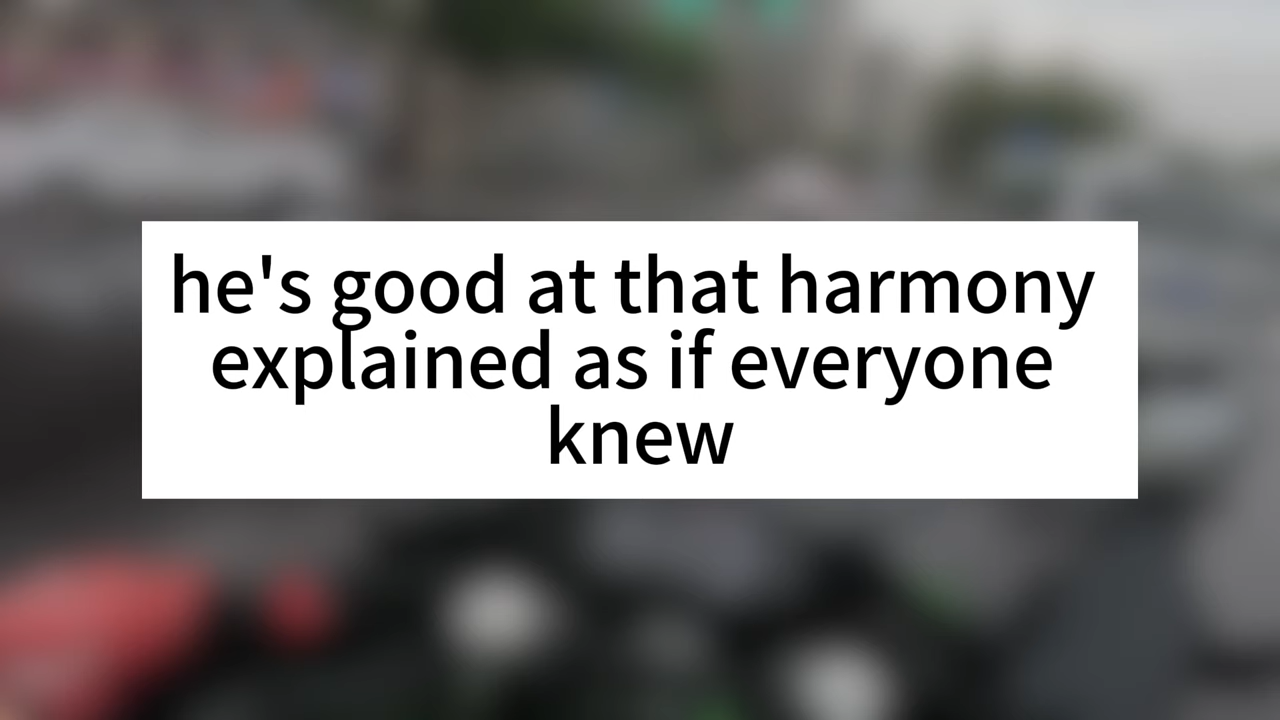 he's good at that harmony
explained as if everyone
knew